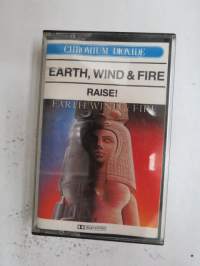 CHROMIUM DIOXIDE
EARTH, WIND & FIRE
RAISE!
EARTH WIND & FIRE